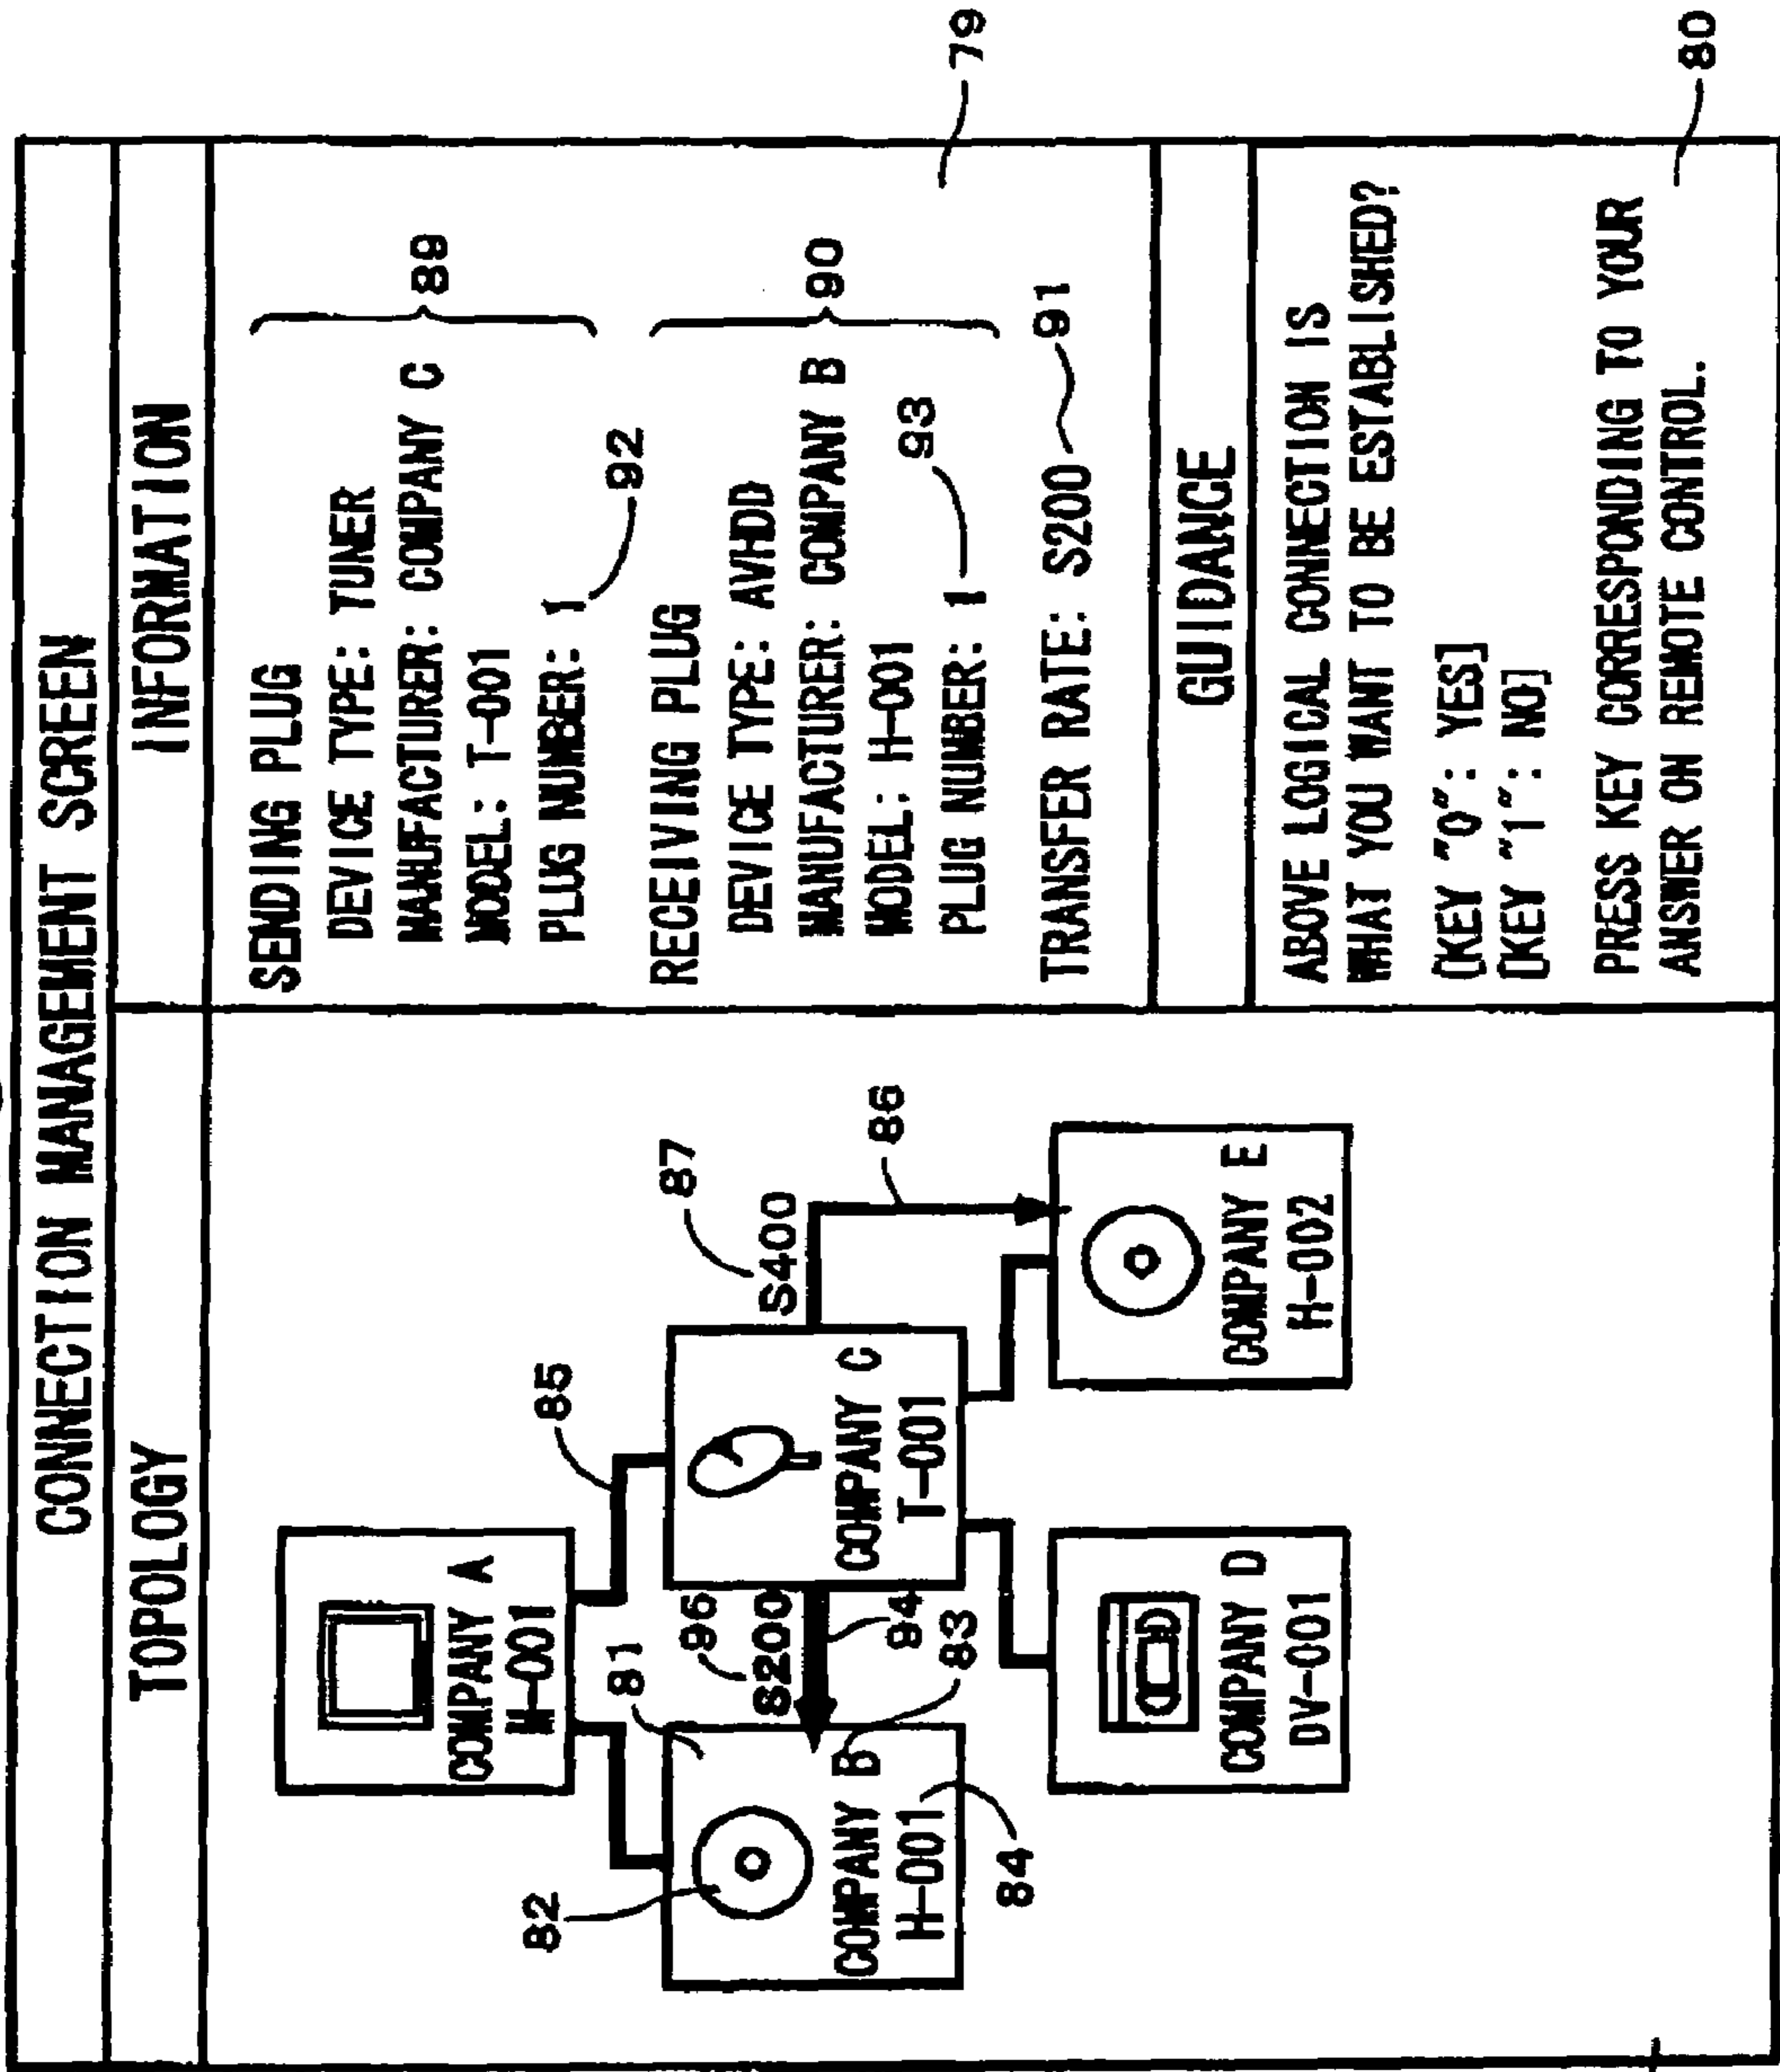 CONNECTION MANAGEMENT SCREEN
TOPOLOGY
COMPANY A
M-001
85
81
82
COMPANY B
H-001
83
84
96
S200
94
COMPANY C
T-001
87
S400
86
COMPANY D
DV-001
COMPANY E
H-002
INFORMATION
SENDING PLUG
DEVICE TYPE: TUNER
MANUFACTURER: COMPANY C
MODEL: T-001
PLUG NUMBER: 1
89
92
RECEIVING PLUG
DEVICE TYPE: AVHDD
MANUFACTURER: COMPANY B
MODEL: H-001
PLUG NUMBER: 1
90
93
TRANSFER RATE: S200
91
79
GUIDANCE
ABOVE LOGICAL CONNECTION IS
WHAT YOU WANT TO BE ESTABLISHED?
[KEY "0": YES]
[KEY "1": NO]
PRESS KEY CORRESPONDING TO YOUR
ANSWER ON REMOTE CONTROL.
80